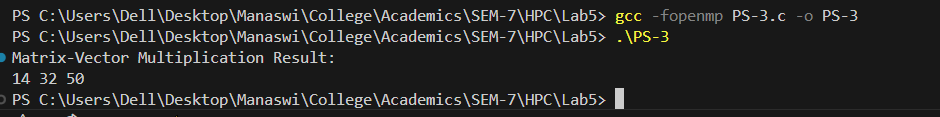 PS C:\Users\Dell\Desktop\Manaswi\College\Academics\SEM-7\HPC\Lab5> gcc -fopenmp PS-3.c -o PS-3
PS C:\Users\Dell\Desktop\Manaswi\College\Academics\SEM-7\HPC\Lab5> .\PS-3
Matrix-Vector Multiplication Result:
14 32 50
PS C:\Users\Dell\Desktop\Manaswi\College\Academics\SEM-7\HPC\Lab5>